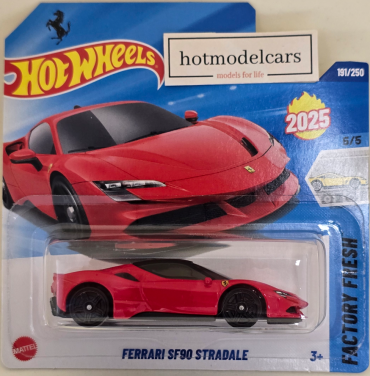 HOT WHEELS
hotmodelcars
models for life
191/250
2025
5/5
FACTORY FRESH
MATTEL
FERRARI SF90 STRADALE
3+